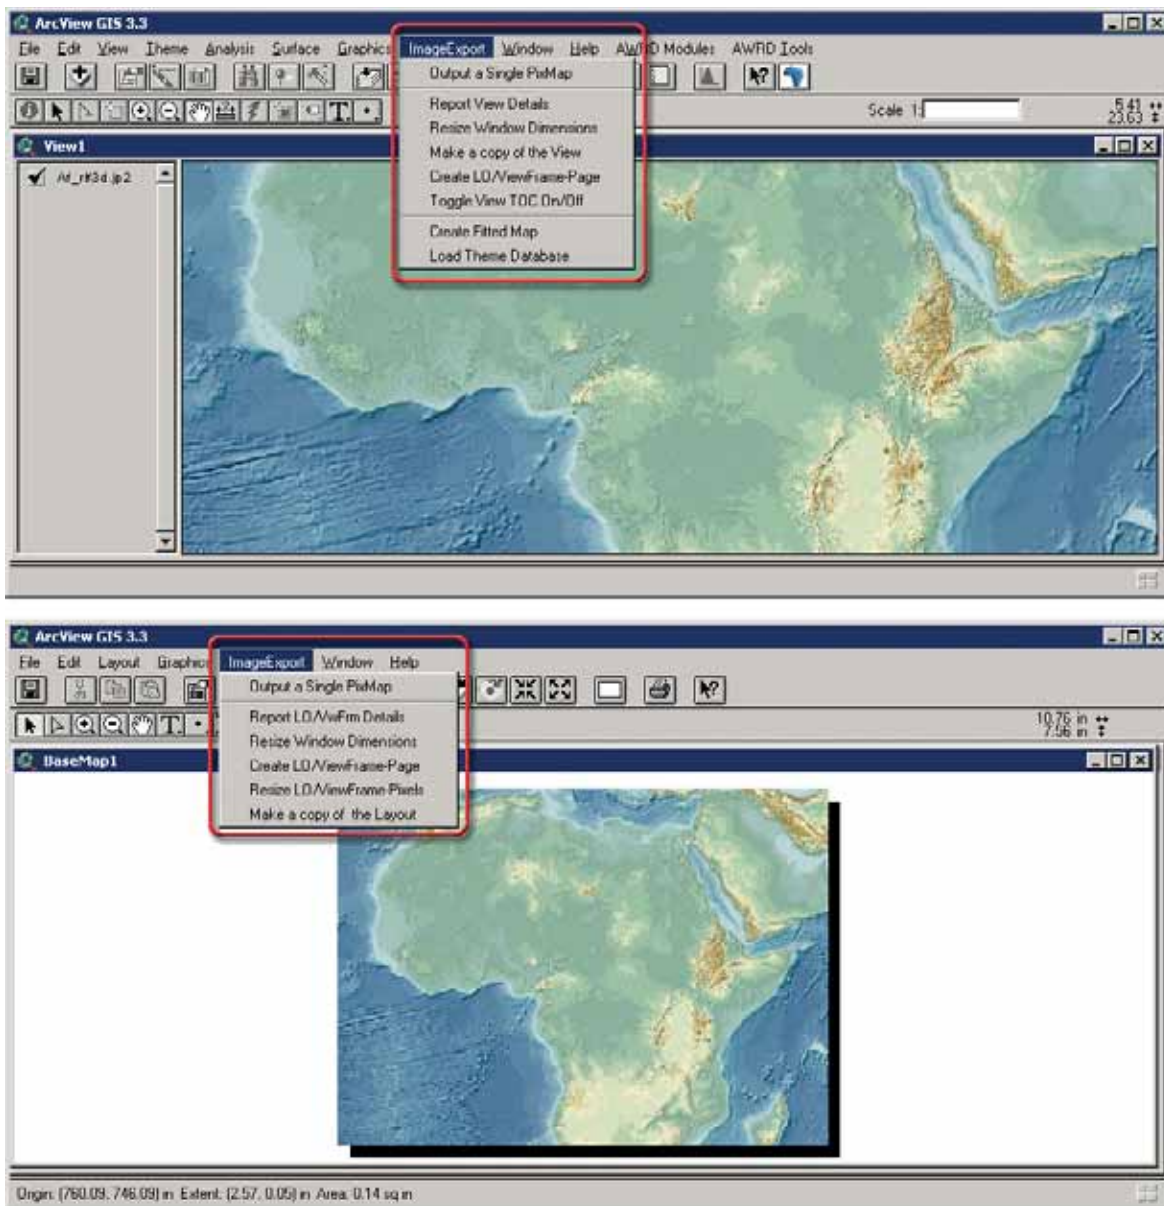 ArcView GIS 3.3
File Edit View Theme Analysis Surface Graphics ImageExport Window Help AWRD Modules AWRD Tools
Output a Single PixMap
Report View Details
Resize Window Dimensions
Make a copy of the View
Create LO/ViewFrame-Page
Toggle View TOC On/Off
Create Fitted Map
Load Theme Database
Scale 1:
5.41
23.63
View1
ArcView GIS 3.3
File Edit Layout Graphics ImageExport Window Help
Output a Single PixMap
Report LO/VwFrm Details
Resize Window Dimensions
Create LO/ViewFrame-Page
Resize LO/ViewFrame-Pixels
Make a copy of the Layout
10.76 in
7.56 in
BaseMap1
Origin: (760.09, 746.09) in Extent: (2.57, 0.05) in Area: 0.14 sq in